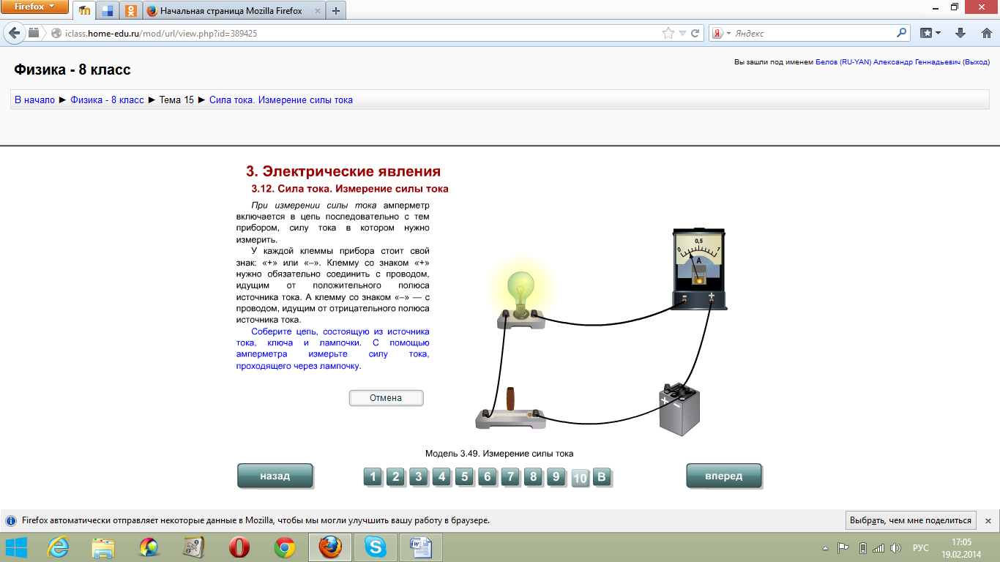 Firefox
Начальная страница Mozilla Firefox
iclass.home-edu.ru/mod/url/view.php?id=389425
Яндекс
Физика - 8 класс
Вы зашли под именем Белов (RU-YAN) Александр Геннадьевич (Выход)
В начало ► Физика - 8 класс ► Тема 15 ► Сила тока. Измерение силы тока
3. Электрические явления
3.12. Сила тока. Измерение силы тока
При измерении силы тока амперметр
включается в цепь последовательно с тем
прибором, силу тока в котором нужно
измерить.
У каждой клеммы прибора стоит свой
знак: «+» или «–». Клемму со знаком «+»
нужно обязательно соединить с проводом,
идущим от положительного полюса
источника тока. А клемму со знаком «–» — с
проводом, идущим от отрицательного полюса
источника тока.
Соберите цепь, состоящую из источника
тока, ключа и лампочки. С помощью
амперметра измерьте силу тока,
проходящего через лампочку.
Отмена
0 0,5 1
A
- +
+ -
Модель 3.49. Измерение силы тока
назад
1 2 3 4 5 6 7 8 9 10 В
вперед
Firefox автоматически отправляет некоторые данные в Mozilla, чтобы мы могли улучшить вашу работу в браузере.
Выбрать, чем мне поделиться
РУС
17:05
19.02.2014